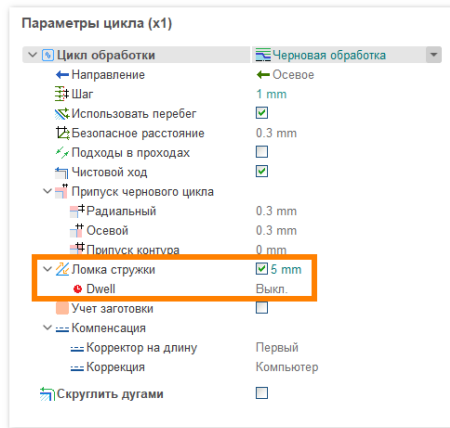 Параметры цикла (x1)
Цикл обработки Черновая обработка
Направление Осевое
Шаг 1 mm
Использовать перебег
Безопасное расстояние 0.3 mm
Подходы в проходах
Чистовой ход
Припуск чернового цикла
Радиальный 0.3 mm
Осевой 0.3 mm
Припуск контура 0 mm
Ломка стружки 5 mm
Dwell Выкл.
Учет заготовки
Компенсация
Корректор на длину Первый
Коррекция Компьютер
Скруглить дугами